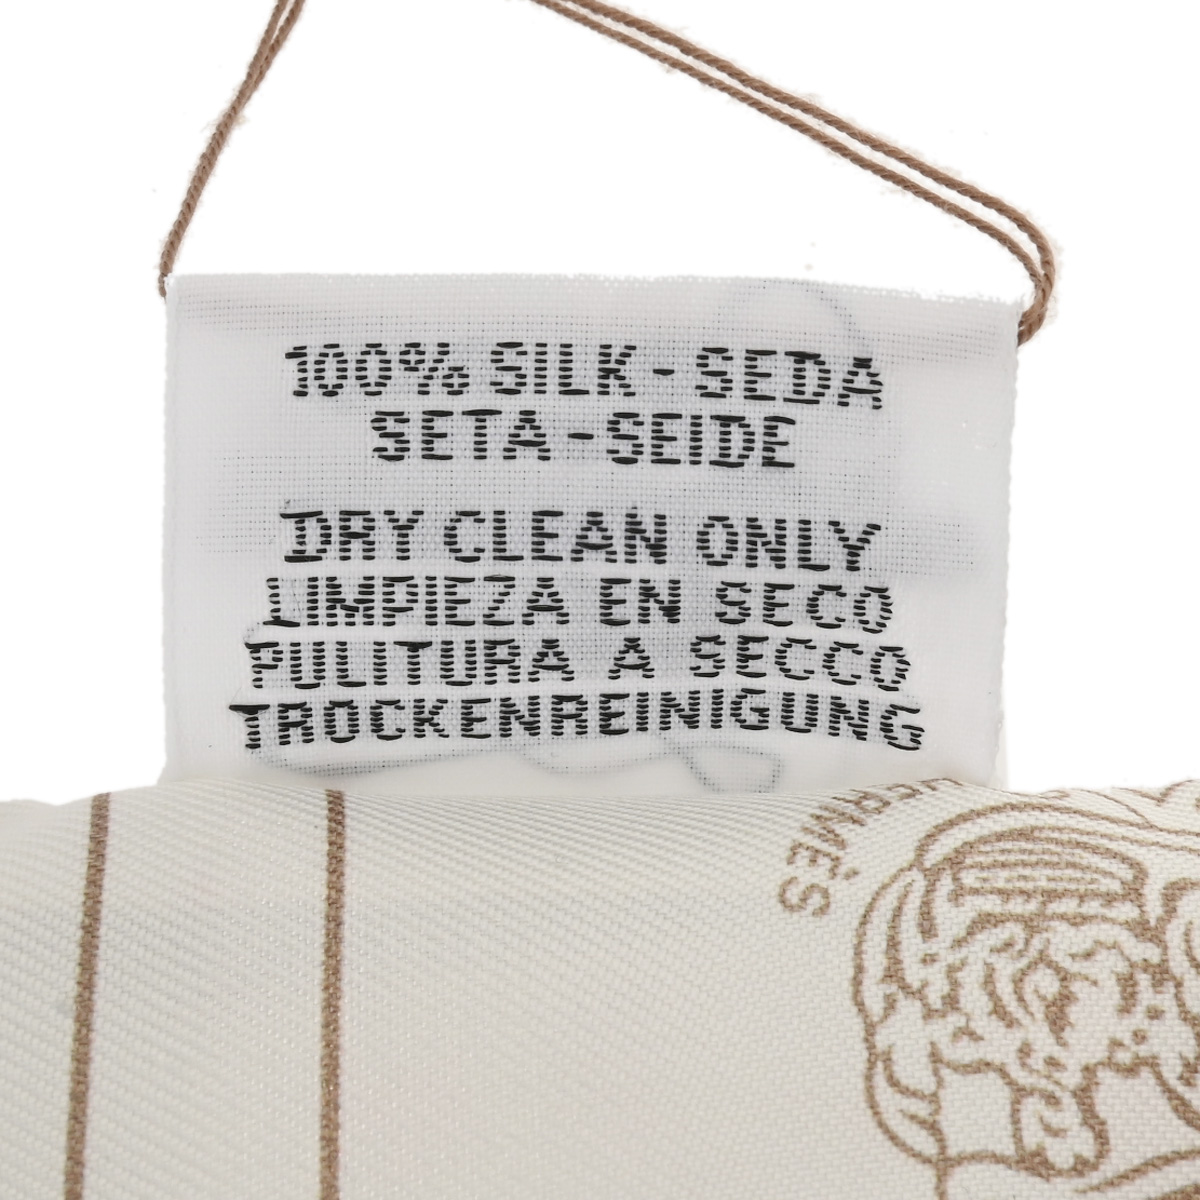 100% SILK - SEDA
SETA - SEIDE
DRY CLEAN ONLY
LIMPIEZA EN SECO
PULITURA A SECCO
TROCKENREINIGUNG